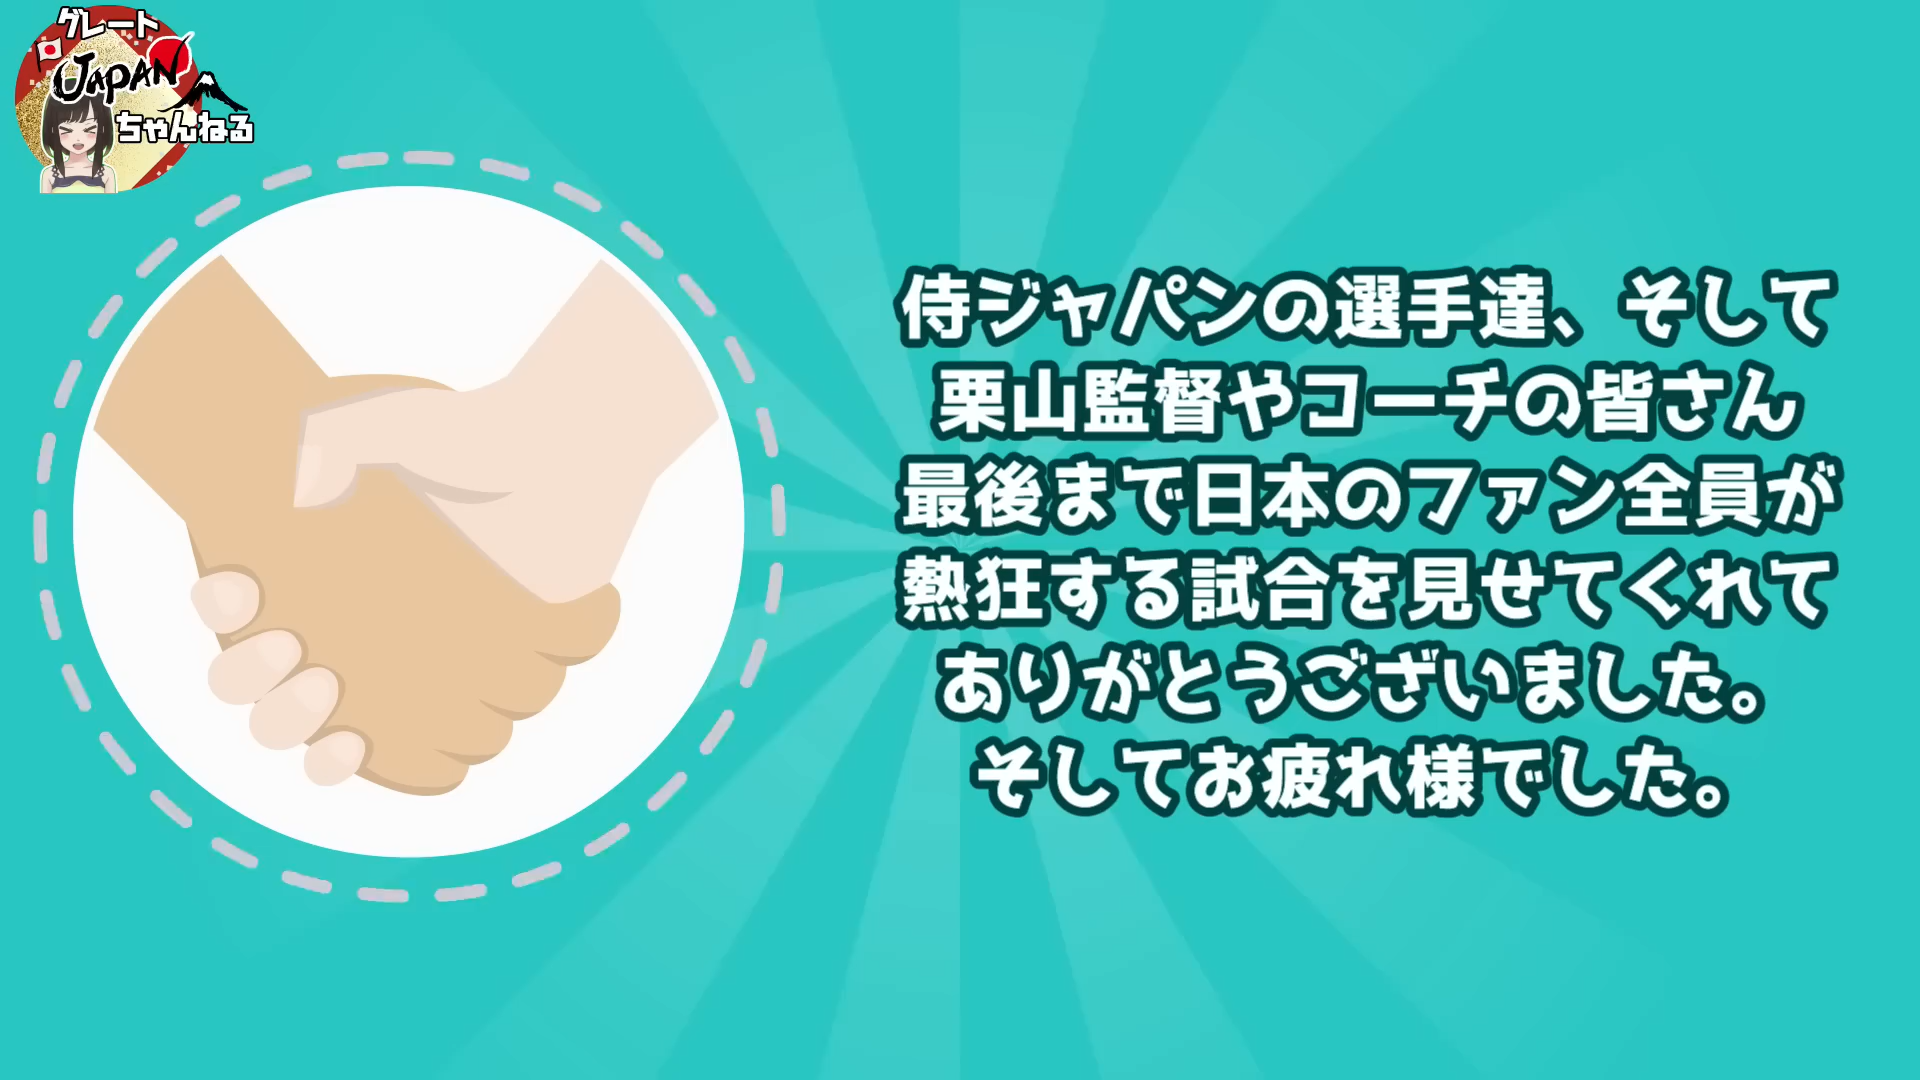 グレート
JAPAN
ちゃんねる
侍ジャパンの選手達、そして
栗山監督やコーチの皆さん
最後まで日本のファン全員が
熱狂する試合を見せてくれて
ありがとうございました。
そしてお疲れ様でした。